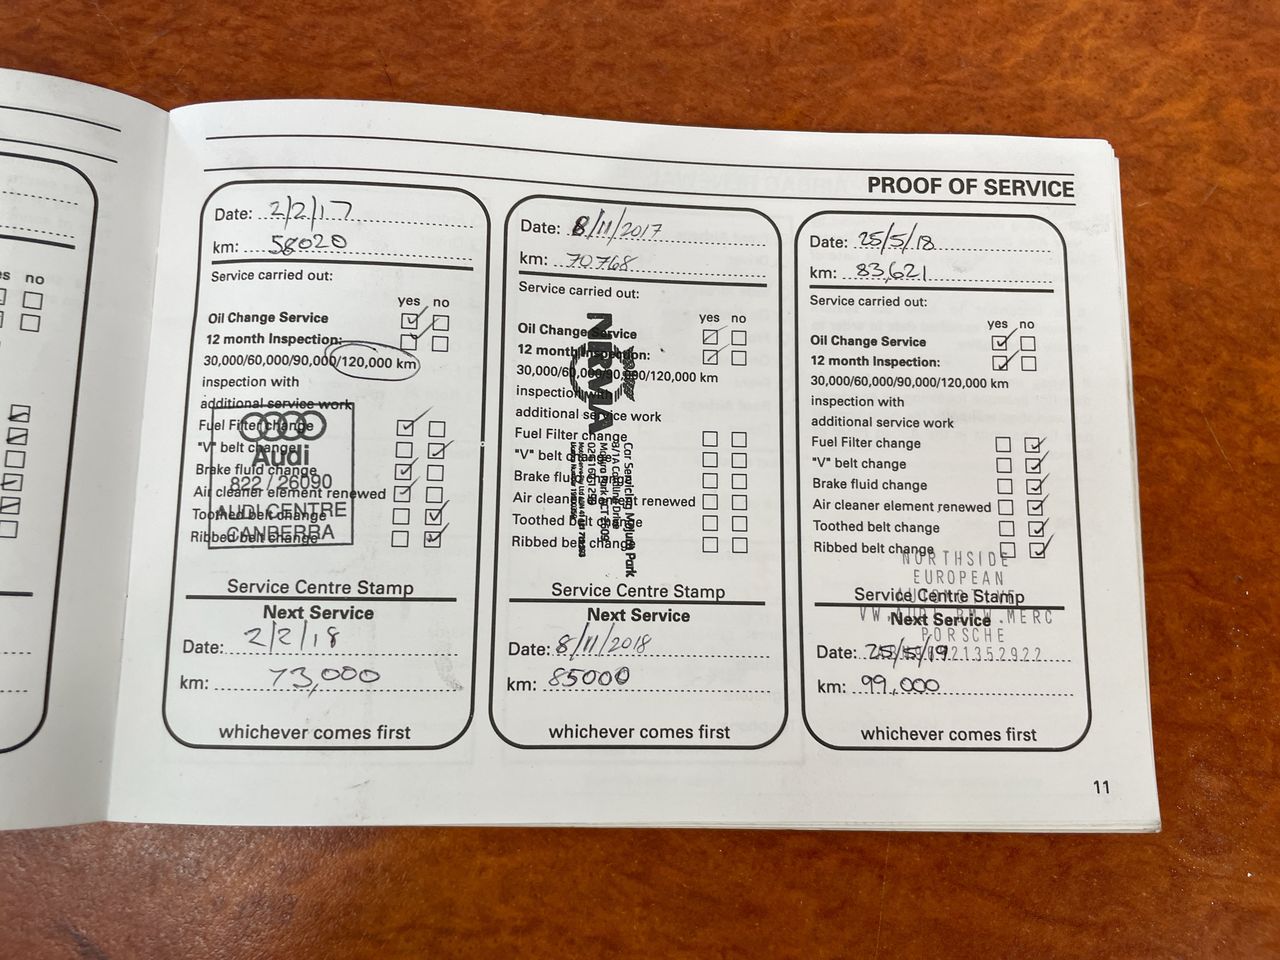 PROOF OF SERVICE
no
Date: 2/2/17
km: 58020
Service carried out:
yes no
Oil Change Service
12 month Inspection:
30,000/60,000/90,000/120,000 km
inspection with
additional service work
Fuel Filter change
"V" belt change
Brake fluid change
Air cleaner element renewed
Toothed belt change
Ribbed belt change
Audi
822 / 26090
AUDI CENTRE
CANBERRA
Service Centre Stamp
Next Service
Date: 2/2/18
km: 73,000
whichever comes first
Date: 8/11/2017
km: 70768
Service carried out:
yes no
Oil Change Service
12 month Inspection:
30,000/60,000/90,000/120,000 km
inspection with
additional service work
Fuel Filter change
"V" belt change
Brake fluid change
Air cleaner element renewed
Toothed belt change
Ribbed belt change
NRMA
Car Servicing Park
Service Centre Stamp
Next Service
Date: 8/11/2018
km: 85000
whichever comes first
Date: 25/5/18
km: 83,621
Service carried out:
yes no
Oil Change Service
12 month Inspection:
30,000/60,000/90,000/120,000 km
inspection with
additional service work
Fuel Filter change
"V" belt change
Brake fluid change
Air cleaner element renewed
Toothed belt change
Ribbed belt change
NORTHSIDE
EUROPEAN
Service Centre Stamp
VW.AUDI.BMW.MERC
Next Service
PORSCHE
Date: 25/5/19
km: 99,000
whichever comes first
11